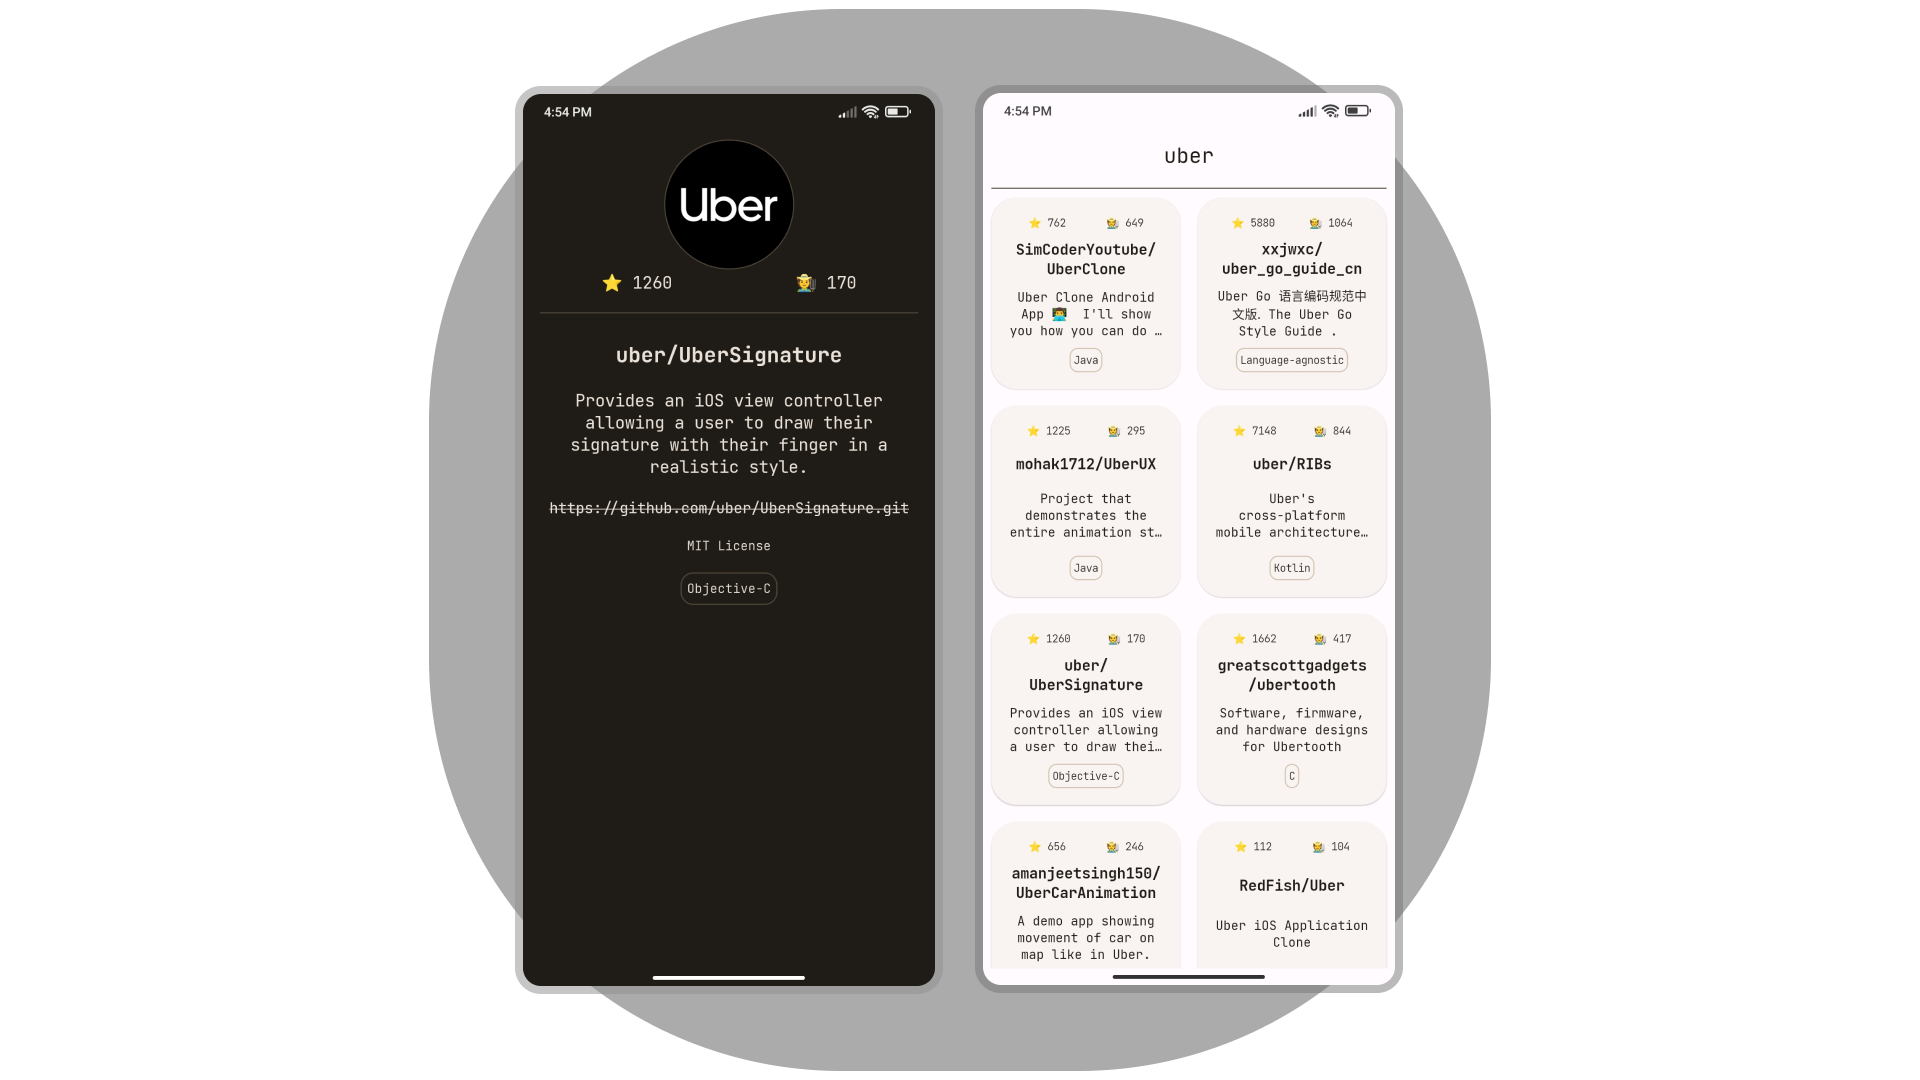 4:54 PM
Uber
⭐ 1260 🧑‍🌾 170
uber/UberSignature
Provides an iOS view controller
allowing a user to draw their
signature with their finger in a
realistic style.
https://github.com/uber/UberSignature.git
MIT License
Objective-C
4:54 PM
uber
⭐ 762 🧑‍🌾 649
SimCoderYoutube/
UberClone
Uber Clone Android
App 👨‍💻 I'll show
you how you can do …
Java
⭐ 5880 🧑‍🌾 1064
xxjwxc/
uber_go_guide_cn
Uber Go 语言编码规范中
文版. The Uber Go
Style Guide .
Language-agnostic
⭐ 1225 🧑‍🌾 295
mohak1712/UberUX
Project that
demonstrates the
entire animation st…
Java
⭐ 7148 🧑‍🌾 844
uber/RIBs
Uber's
cross-platform
mobile architecture…
Kotlin
⭐ 1260 🧑‍🌾 170
uber/
UberSignature
Provides an iOS view
controller allowing
a user to draw thei…
Objective-C
⭐ 1662 🧑‍🌾 417
greatscottgadgets
/ubertooth
Software, firmware,
and hardware designs
for Ubertooth
C
⭐ 656 🧑‍🌾 246
amanjeetsingh150/
UberCarAnimation
A demo app showing
movement of car on
map like in Uber.
⭐ 112 🧑‍🌾 104
RedFish/Uber
Uber iOS Application
Clone